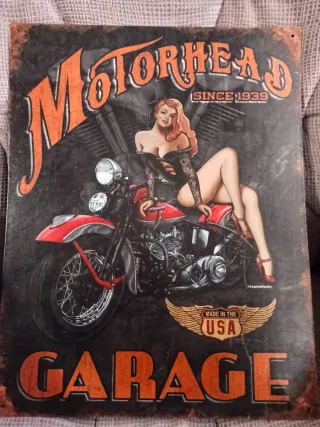 MOTORHEAD
SINCE 1939
MADE IN THE
USA
GARAGE